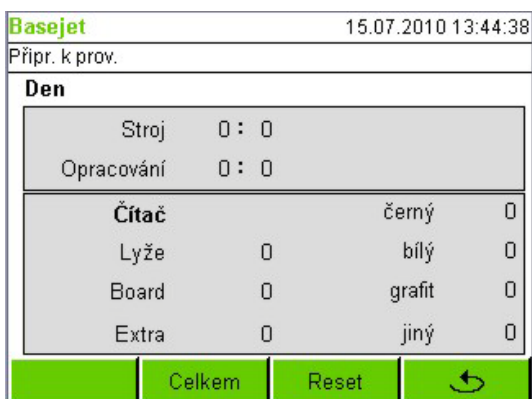 Basejet 15.07.2010 13:44:38
Připr. k prov.
Den
Stroj 0: 0
Opracování 0: 0
Čítač černý 0
Lyže 0 bílý 0
Board 0 grafit 0
Extra 0 jiný 0
Celkem Reset